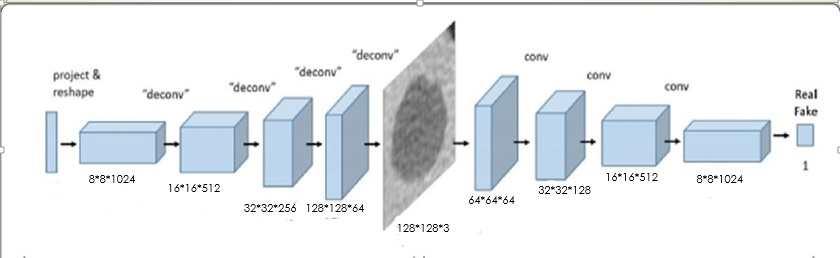 project &
reshape
"deconv"
"deconv"
"deconv"
"deconv"
conv
conv
conv
Real
Fake
8*8*1024
16*16*512
32*32*256
128*128*64
128*128*3
64*64*64
32*32*128
16*16*512
8*8*1024
1